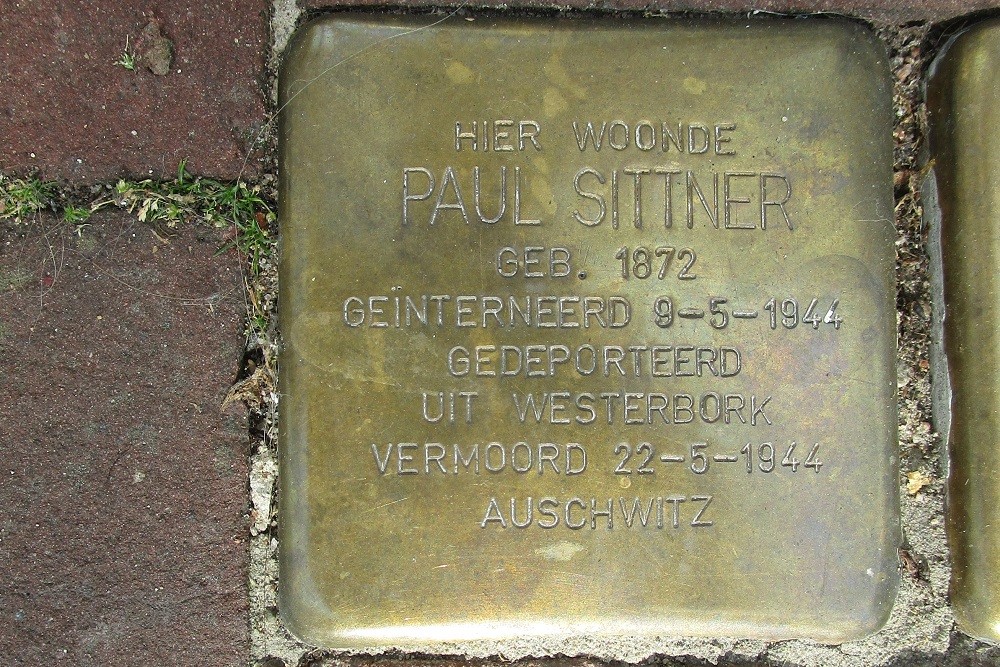 HIER WOONDE
PAUL SITTNER
GEB. 1872
GEÏNTERNEERD 9-5-1944
GEDEPORTEERD
UIT WESTERBORK
VERMOORD 22-5-1944
AUSCHWITZ